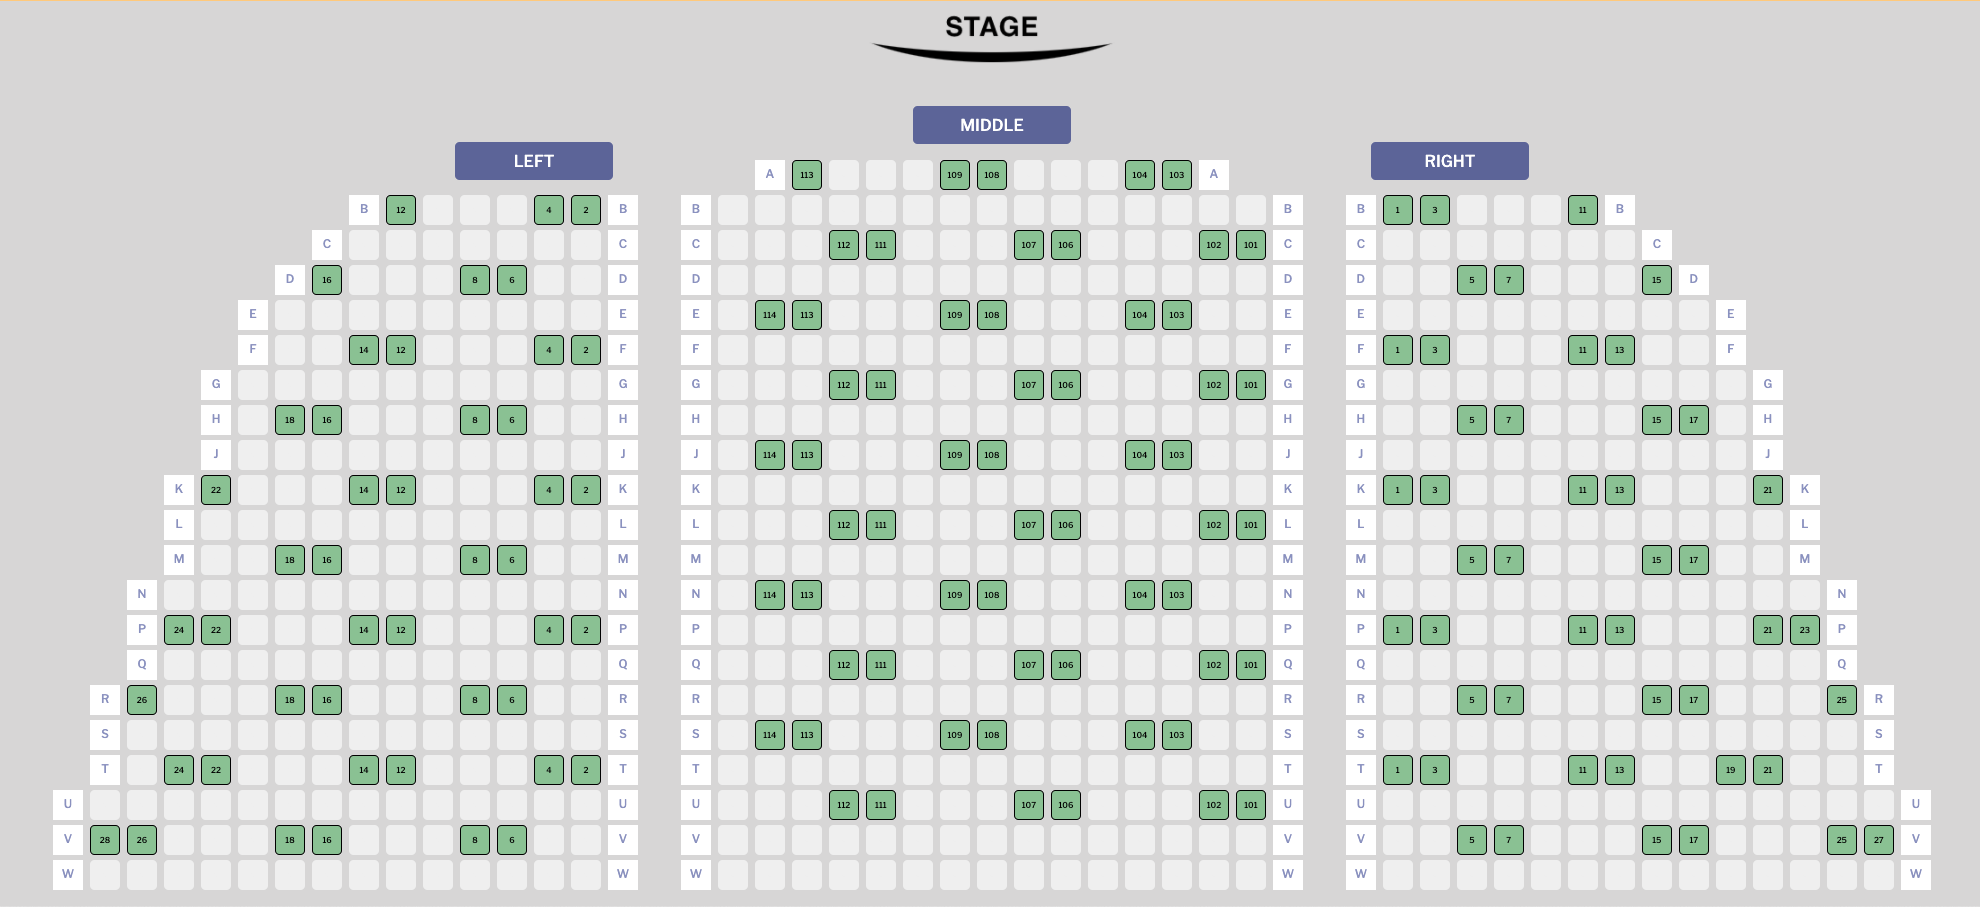 STAGE
MIDDLE
LEFT
RIGHT
A 113 109 108 104 103 A
B 12 4 2 B B B B 1 3 11 B
C C C 112 111 107 106 102 101 C C C
D 16 8 6 D D D D 5 7 15 D
E E E 114 113 109 108 104 103 E E E
F 14 12 4 2 F F F F 1 3 11 13 F
G G G 112 111 107 106 102 101 G G G
H 18 16 8 6 H H H H 5 7 15 17 H
J J J 114 113 109 108 104 103 J J J
K 22 14 12 4 2 K K K K 1 3 11 13 21 K
L L L 112 111 107 106 102 101 L L L
M 18 16 8 6 M M M M 5 7 15 17 M
N N N 114 113 109 108 104 103 N N N
P 24 22 14 12 4 2 P P P P 1 3 11 13 21 23 P
Q Q Q 112 111 107 106 102 101 Q Q Q
R 26 18 16 8 6 R R R R 5 7 15 17 25 R
S S S 114 113 109 108 104 103 S S S
T 24 22 14 12 4 2 T T T T 1 3 11 13 19 21 T
U U U 112 111 107 106 102 101 U U U
V 28 26 18 16 8 6 V V V V 5 7 15 17 25 27 V
W W W W W W